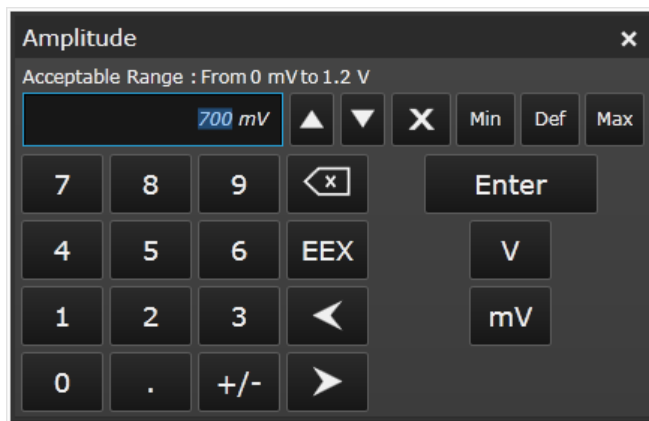 Amplitude
Acceptable Range : From 0 mV to 1.2 V
700 mV X Min Def Max
7 8 9 x Enter
4 5 6 EEX V
1 2 3 mV
0 . +/-